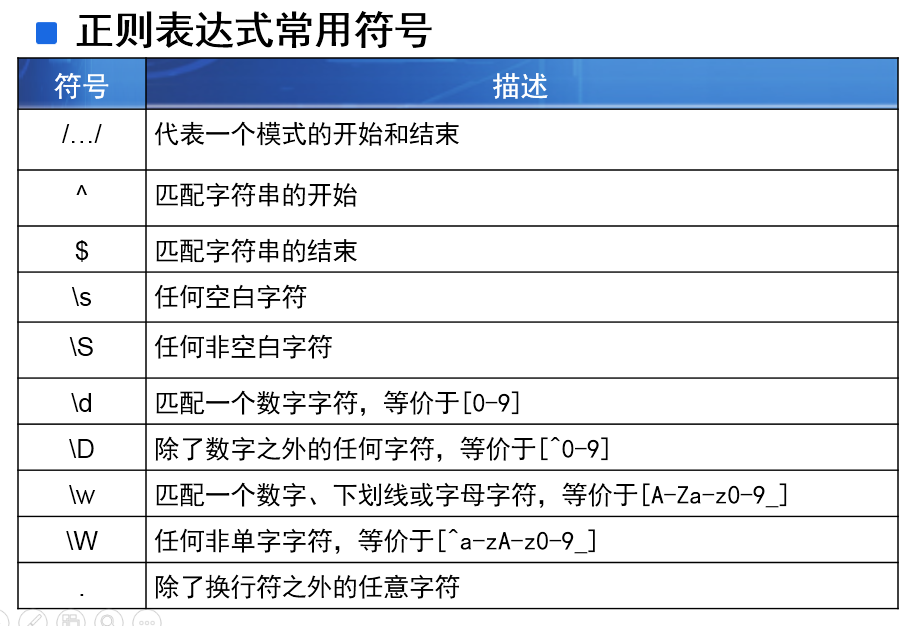 正则表达式常用符号
符号 描述
/…/ 代表一个模式的开始和结束
^ 匹配字符串的开始
$ 匹配字符串的结束
\s 任何空白字符
\S 任何非空白字符
\d 匹配一个数字字符，等价于[0-9]
\D 除了数字之外的任何字符，等价于[^0-9]
\w 匹配一个数字、下划线或字母字符，等价于[A-Za-z0-9_]
\W 任何非单字字符，等价于[^a-zA-z0-9_]
. 除了换行符之外的任意字符